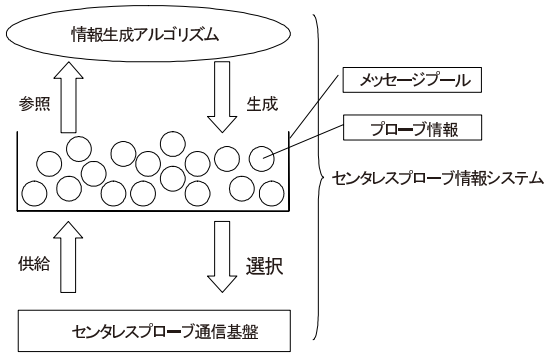 情報生成アルゴリズム
参照
生成
メッセージプール
プローブ情報
センタレスプローブ情報システム
供給
選択
センタレスプローブ通信基盤